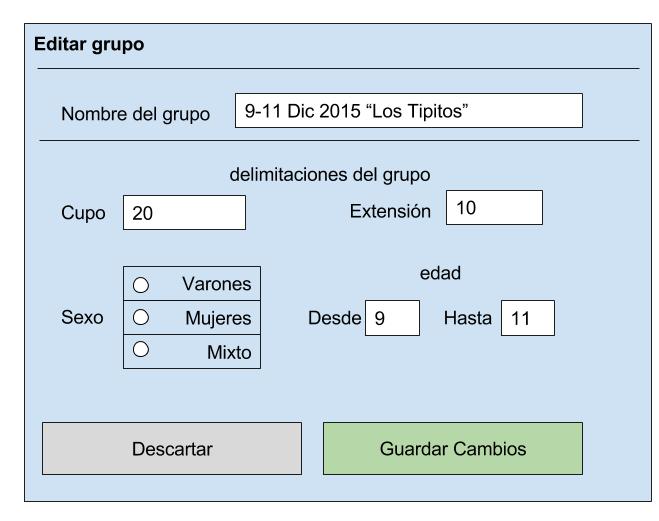 Editar grupo
Nombre del grupo 9-11 Dic 2015 “Los Tipitos”
delimitaciones del grupo
Cupo 20 Extensión 10
edad
Sexo
Varones
Mujeres
Mixto
Desde 9 Hasta 11
Descartar Guardar Cambios